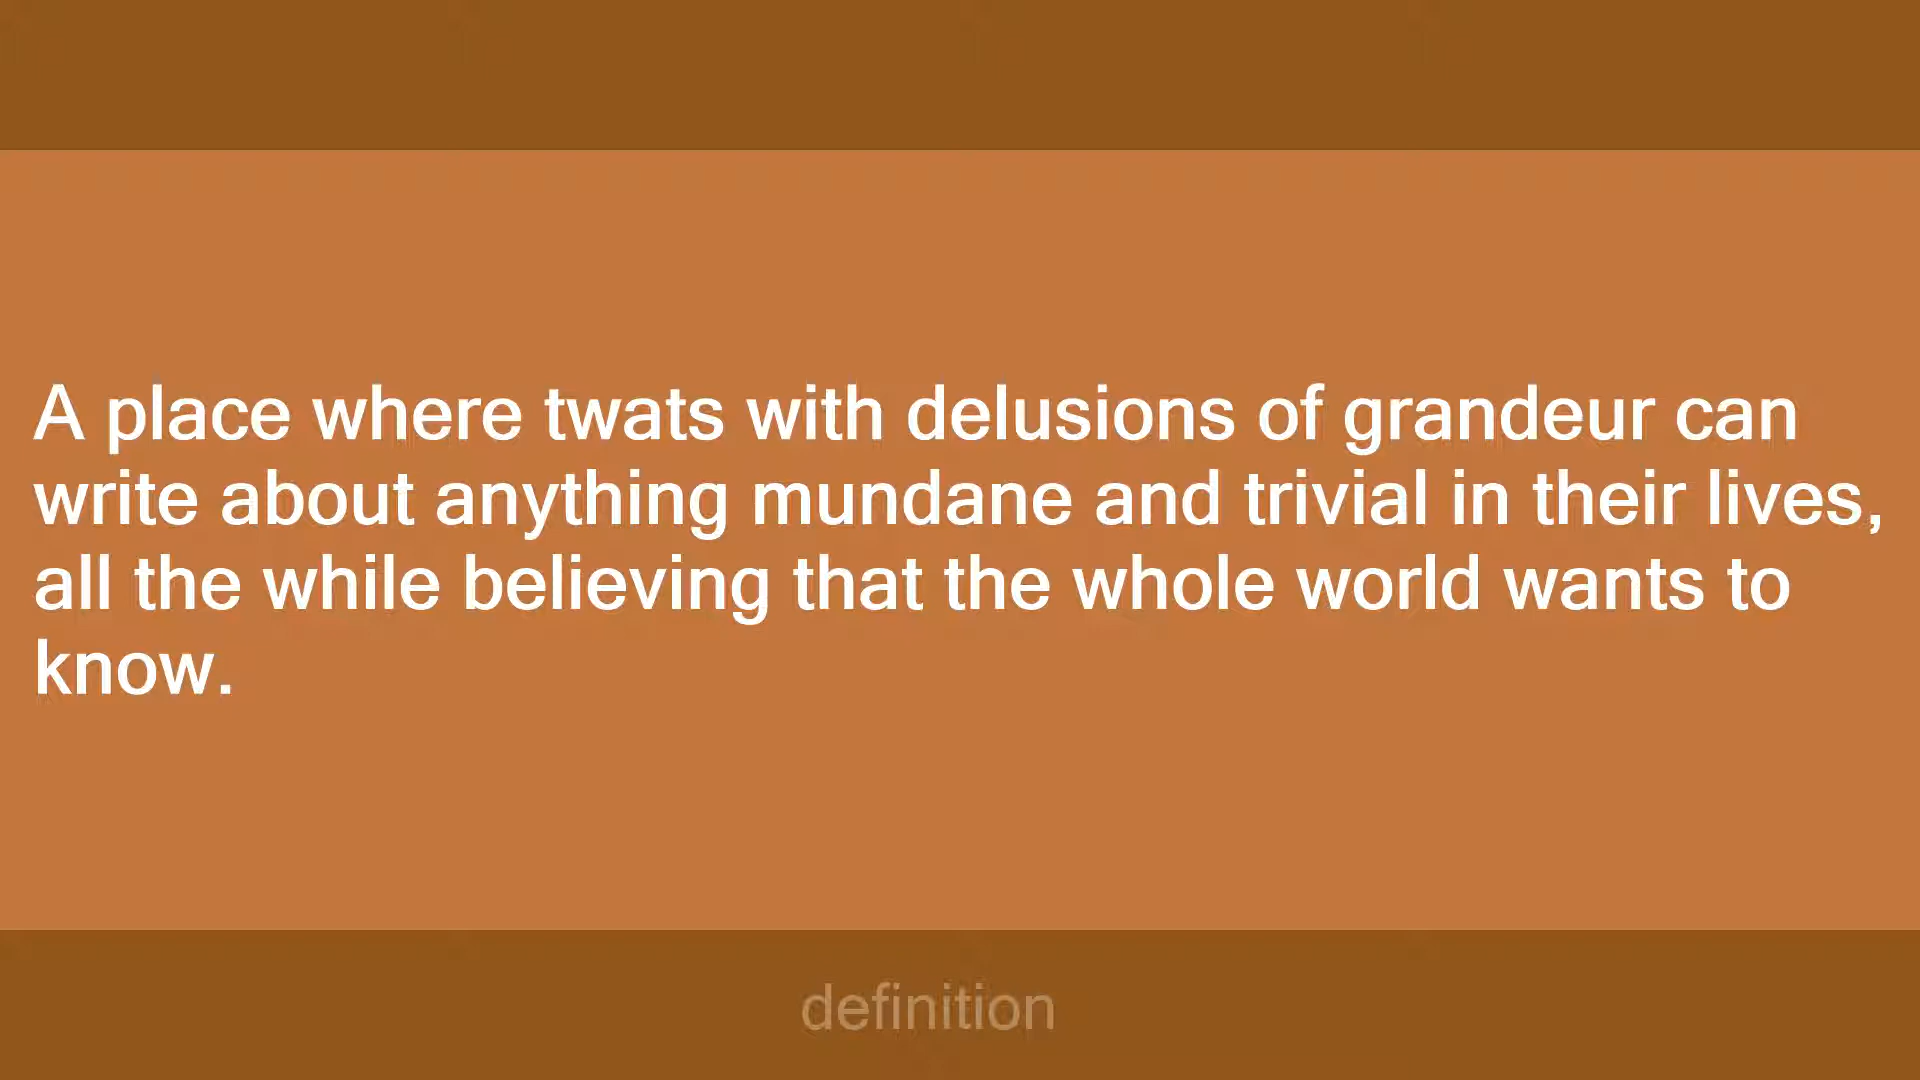 A place where twats with delusions of grandeur can
write about anything mundane and trivial in their lives,
all the while believing that the whole world wants to
know.
definition